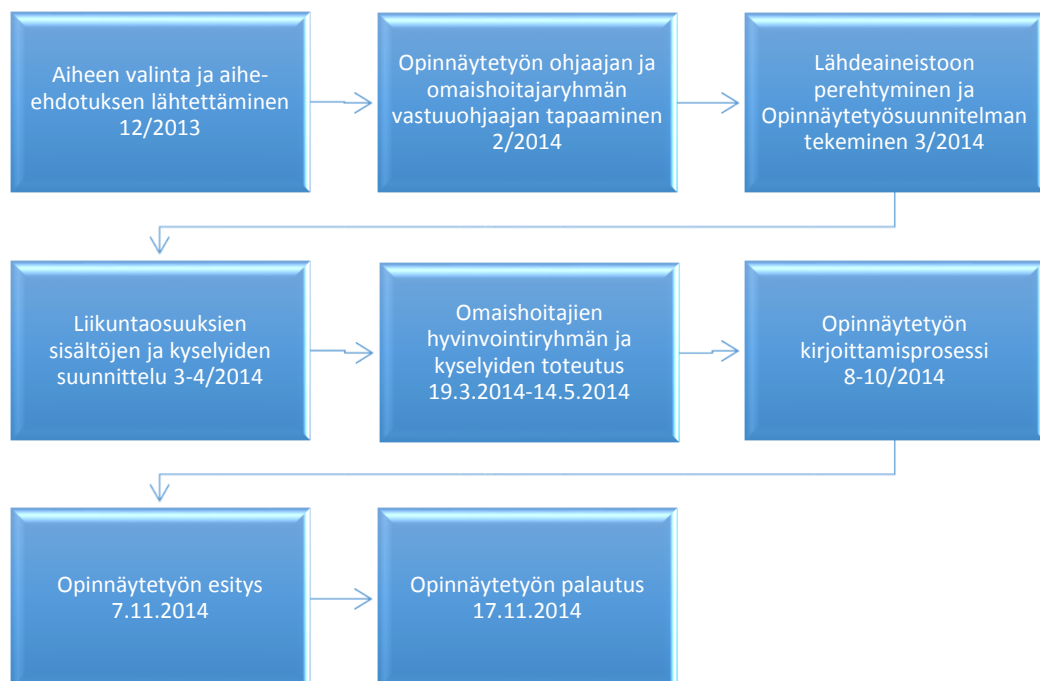 Aiheen valinta ja aihe-
ehdotuksen lähtettäminen
12/2013
Opinnäytetyön ohjaajan ja
omaishoitajaryhmän
vastuuohjaajan tapaaminen
2/2014
Lähdeaineistoon
perehtyminen ja
Opinnäytetyösuunnitelman
tekeminen 3/2014
Liikuntaosuuksien
sisältöjen ja kyselyiden
suunnittelu 3-4/2014
Omaishoitajien
hyvinvointiryhmän ja
kyselyiden toteutus
19.3.2014-14.5.2014
Opinnäytetyön
kirjoittamisprosessi
8-10/2014
Opinnäytetyön esitys
7.11.2014
Opinnäytetyön palautus
17.11.2014